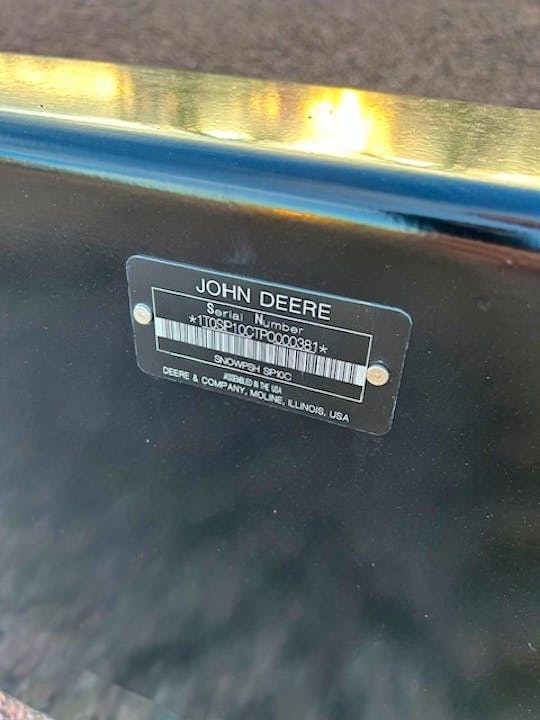 JOHN DEERE
Serial Number
*1T0SP10CTP0000381*
SNOWPSH SP10C
ASSEMBLED IN THE USA
DEERE & COMPANY, MOLINE, ILLINOIS, USA